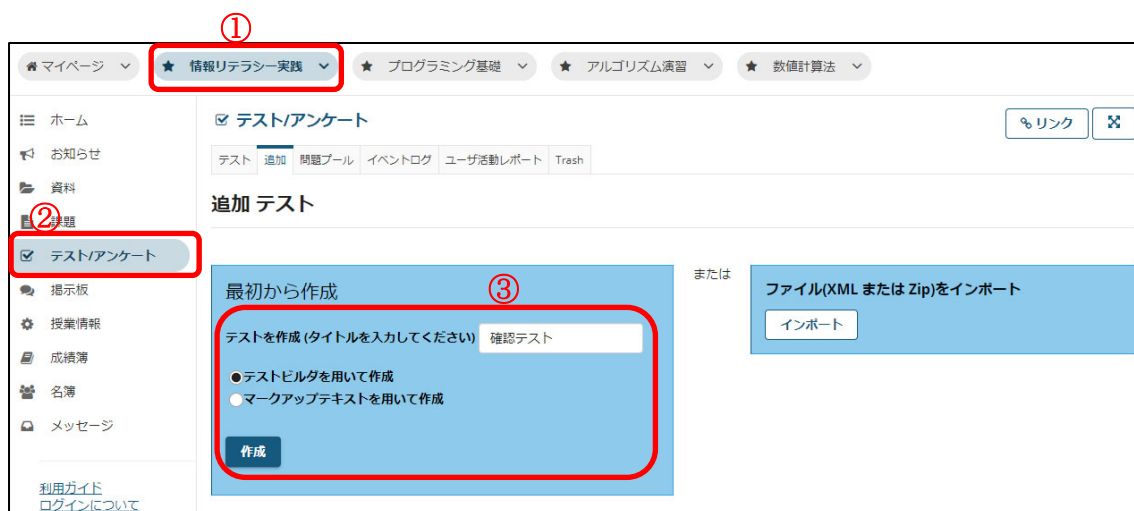 ①
マイページ
情報リテラシー実践
プログラミング基礎
アルゴリズム演習
数値計算法
ホーム
お知らせ
資料
②
課題
テスト/アンケート
掲示板
授業情報
成績簿
名簿
メッセージ
利用ガイド
ログインについて
テスト/アンケート
リンク
テスト 追加 問題プール イベントログ ユーザ活動レポート Trash
追加 テスト
最初から作成
③
テストを作成 (タイトルを入力してください) 確認テスト
テストビルダを用いて作成
マークアップテキストを用いて作成
作成
または
ファイル(XML または Zip)をインポート
インポート